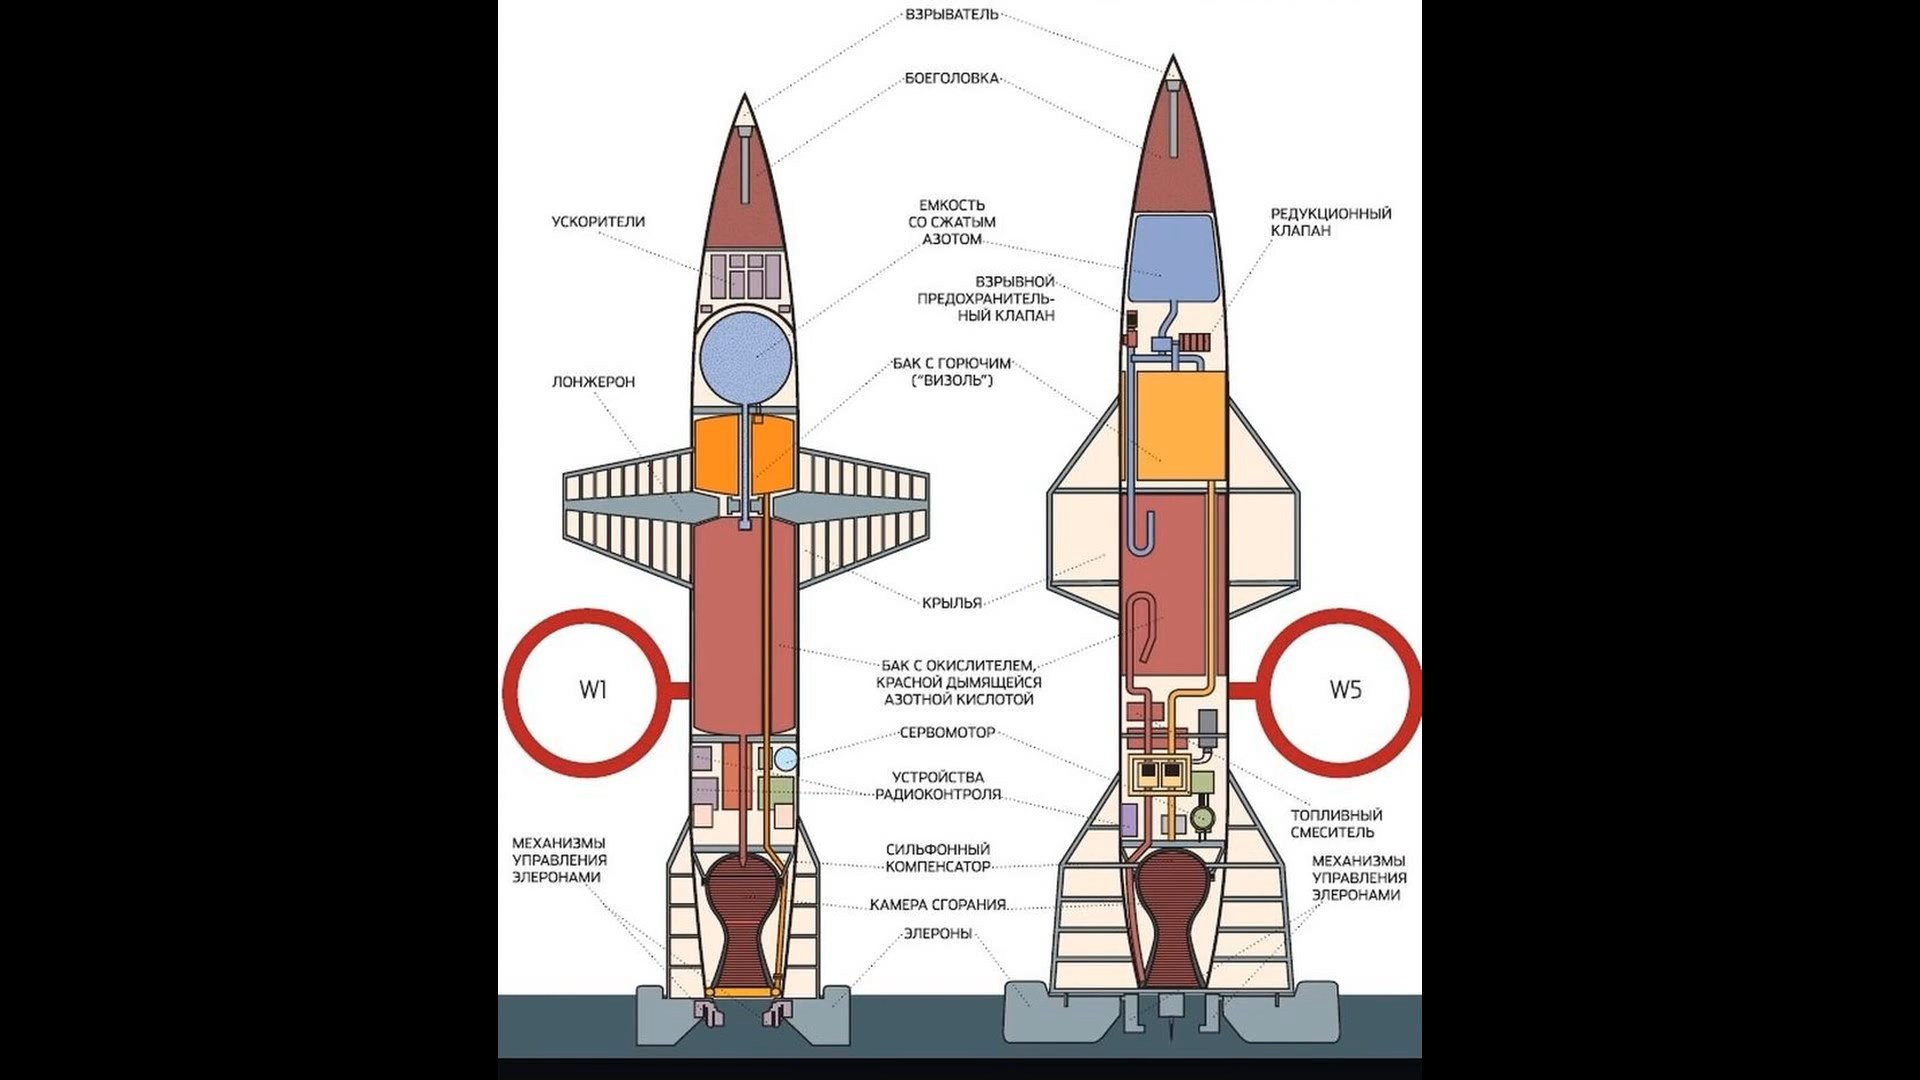 ВЗРЫВАТЕЛЬ
БОЕГОЛОВКА
УСКОРИТЕЛИ
ЕМКОСТЬ
СО СЖАТЫМ
АЗОТОМ
РЕДУКЦИОННЫЙ
КЛАПАН
ВЗРЫВНОЙ
ПРЕДОХРАНИТЕЛЬ-
НЫЙ КЛАПАН
ЛОНЖЕРОН
БАК С ГОРЮЧИМ
("ВИЗОЛЬ")
КРЫЛЬЯ
W1
БАК С ОКИСЛИТЕЛЕМ,
КРАСНОЙ ДЫМЯЩЕЙСЯ
АЗОТНОЙ КИСЛОТОЙ
W5
СЕРВОМОТОР
УСТРОЙСТВА
РАДИОКОНТРОЛЯ
ТОПЛИВНЫЙ
СМЕСИТЕЛЬ
МЕХАНИЗМЫ
УПРАВЛЕНИЯ
ЭЛЕРОНАМИ
СИЛЬФОННЫЙ
КОМПЕНСАТОР
МЕХАНИЗМЫ
УПРАВЛЕНИЯ
ЭЛЕРОНАМИ
КАМЕРА СГОРАНИЯ
ЭЛЕРОНЫ